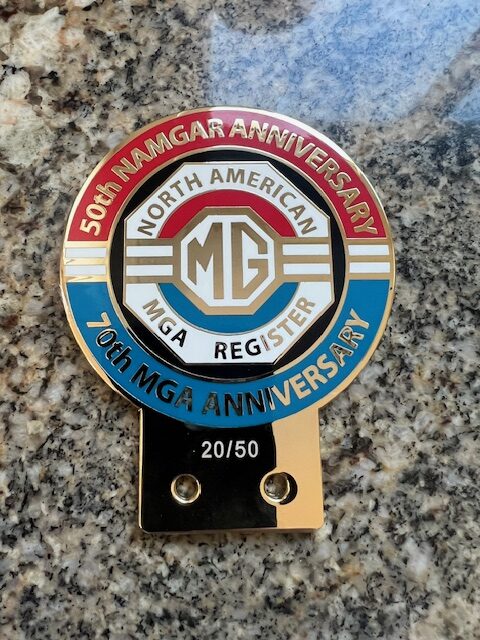 50th NAMGAR ANNIVERSARY
NORTH AMERICAN
MG
MGA REGISTER
70th MGA ANNIVERSARY
20/50